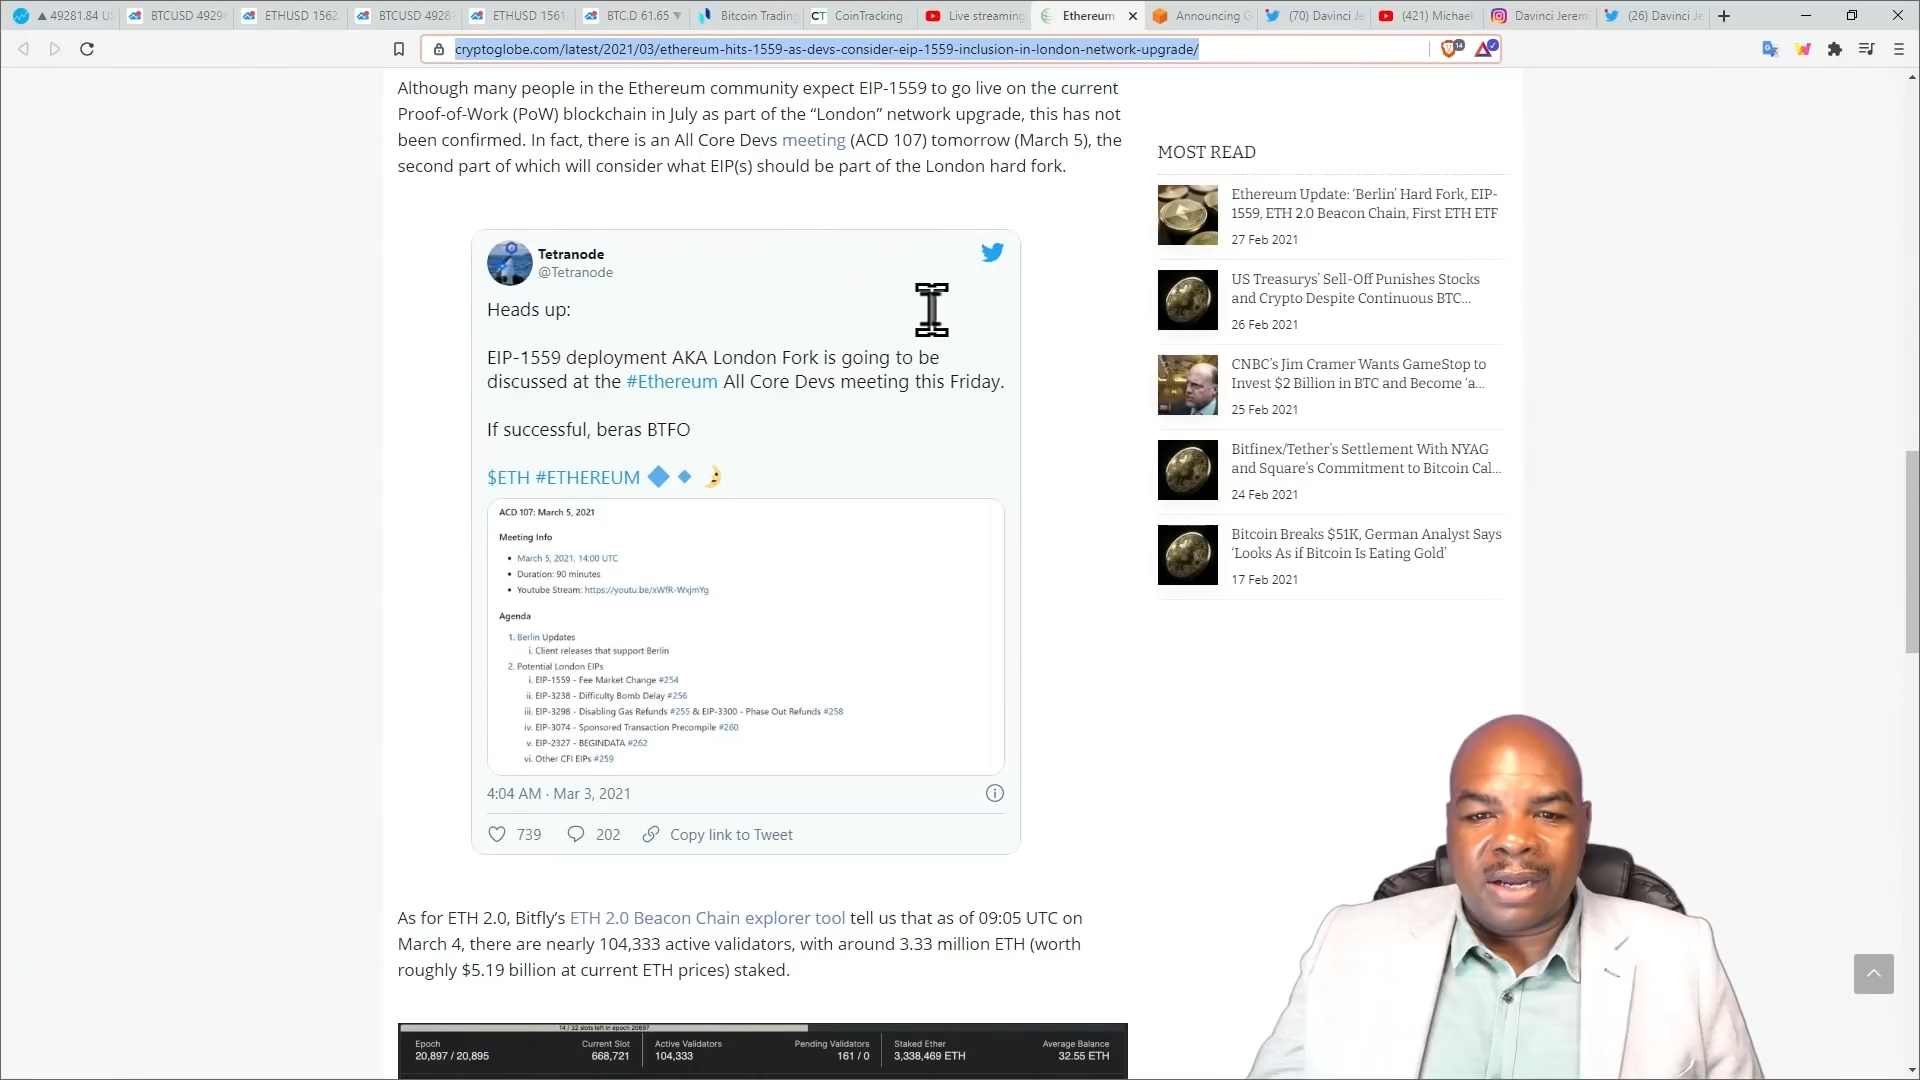 49281.84 US
BTCUSD 4929
ETHUSD 1562
BTCUSD 4928
ETHUSD 1561
BTC.D 61.65
Bitcoin Trading
CT CoinTracking
Live streaming
Ethereum
Announcing G
(70) Davinci Je
(421) Michael
Davinci Jerem
(26) Davinci Je
cryptoglobe.com/latest/2021/03/ethereum-hits-1559-as-devs-consider-eip-1559-inclusion-in-london-network-upgrade/
14
Although many people in the Ethereum community expect EIP-1559 to go live on the current
Proof-of-Work (PoW) blockchain in July as part of the “London” network upgrade, this has not
been confirmed. In fact, there is an All Core Devs meeting (ACD 107) tomorrow (March 5), the
second part of which will consider what EIP(s) should be part of the London hard fork.
Tetranode
@Tetranode
Heads up:
EIP-1559 deployment AKA London Fork is going to be
discussed at the #Ethereum All Core Devs meeting this Friday.
If successful, beras BTFO
$ETH #ETHEREUM
ACD 107: March 5, 2021
Meeting Info
• March 5, 2021, 14:00 UTC
• Duration: 90 minutes
• Youtube Stream: https://youtu.be/xWfR-WxjmYg
Agenda
1. Berlin Updates
i. Client releases that support Berlin
2. Potential London EIPs
i. EIP-1559 - Fee Market Change #254
ii. EIP-3238 - Difficulty Bomb Delay #256
iii. EIP-3298 - Disabling Gas Refunds #255 & EIP-3300 - Phase Out Refunds #258
iv. EIP-3074 - Sponsored Transaction Precompile #260
v. EIP-2327 - BEGINDATA #262
vi. Other CFI EIPs #259
4:04 AM · Mar 3, 2021
739 202 Copy link to Tweet
As for ETH 2.0, Bitfly’s ETH 2.0 Beacon Chain explorer tool tell us that as of 09:05 UTC on
March 4, there are nearly 104,333 active validators, with around 3.33 million ETH (worth
roughly $5.19 billion at current ETH prices) staked.
14 / 32 slots left in epoch 20897
Epoch Current Slot Active Validators Pending Validators Staked Ether Average Balance
20,897 / 20,895 668,721 104,333 161 / 0 3,338,469 ETH 32.55 ETH
MOST READ
Ethereum Update: ‘Berlin’ Hard Fork, EIP-
1559, ETH 2.0 Beacon Chain, First ETH ETF
27 Feb 2021
US Treasurys’ Sell-Off Punishes Stocks
and Crypto Despite Continuous BTC...
26 Feb 2021
CNBC’s Jim Cramer Wants GameStop to
Invest $2 Billion in BTC and Become ‘a...
25 Feb 2021
Bitfinex/Tether’s Settlement With NYAG
and Square’s Commitment to Bitcoin Cal...
24 Feb 2021
Bitcoin Breaks $51K, German Analyst Says
‘Looks As if Bitcoin Is Eating Gold’
17 Feb 2021